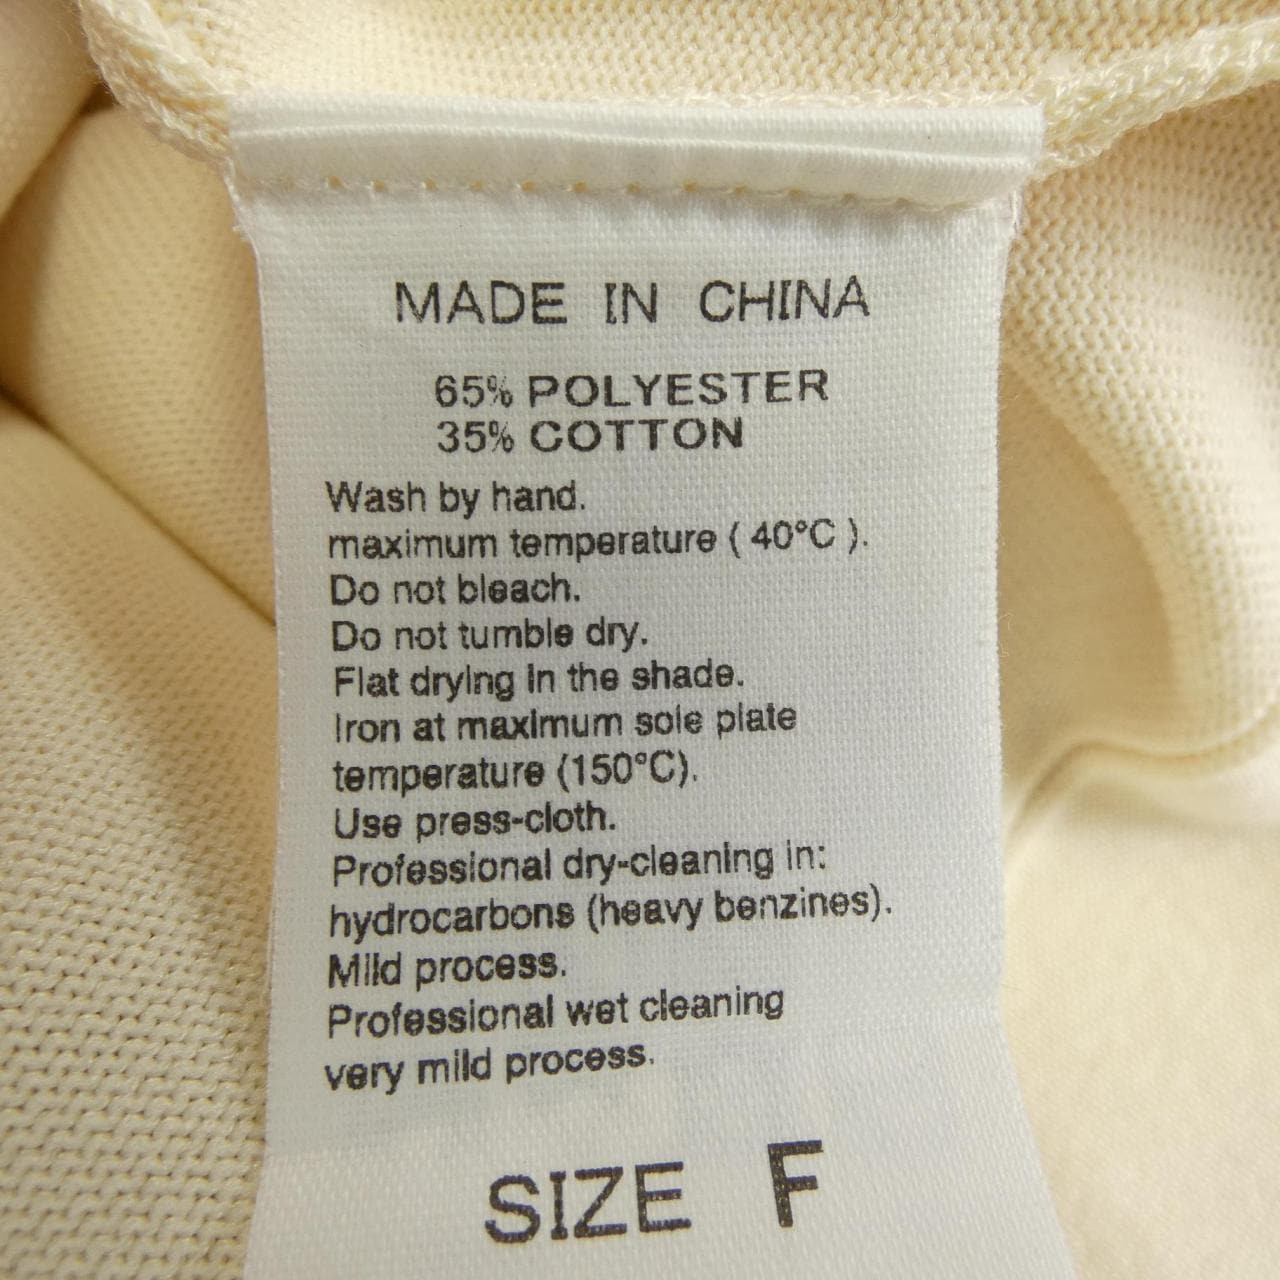 MADE IN CHINA
65% POLYESTER
35% COTTON
Wash by hand.
maximum temperature ( 40°C ).
Do not bleach.
Do not tumble dry.
Flat drying in the shade.
Iron at maximum sole plate
temperature (150°C).
Use press-cloth.
Professional dry-cleaning in:
hydrocarbons (heavy benzines).
Mild process.
Professional wet cleaning
very mild process.
SIZE F